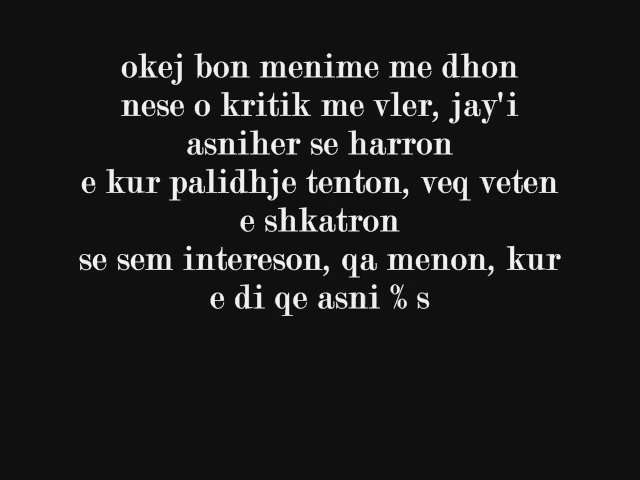 okej bon menime me dhon
nese o kritik me vler, jay'i
asniher se harron
e kur palidhje tenton, veq veten
e shkatron
se sem intereson, qa menon, kur
e di qe asni % s